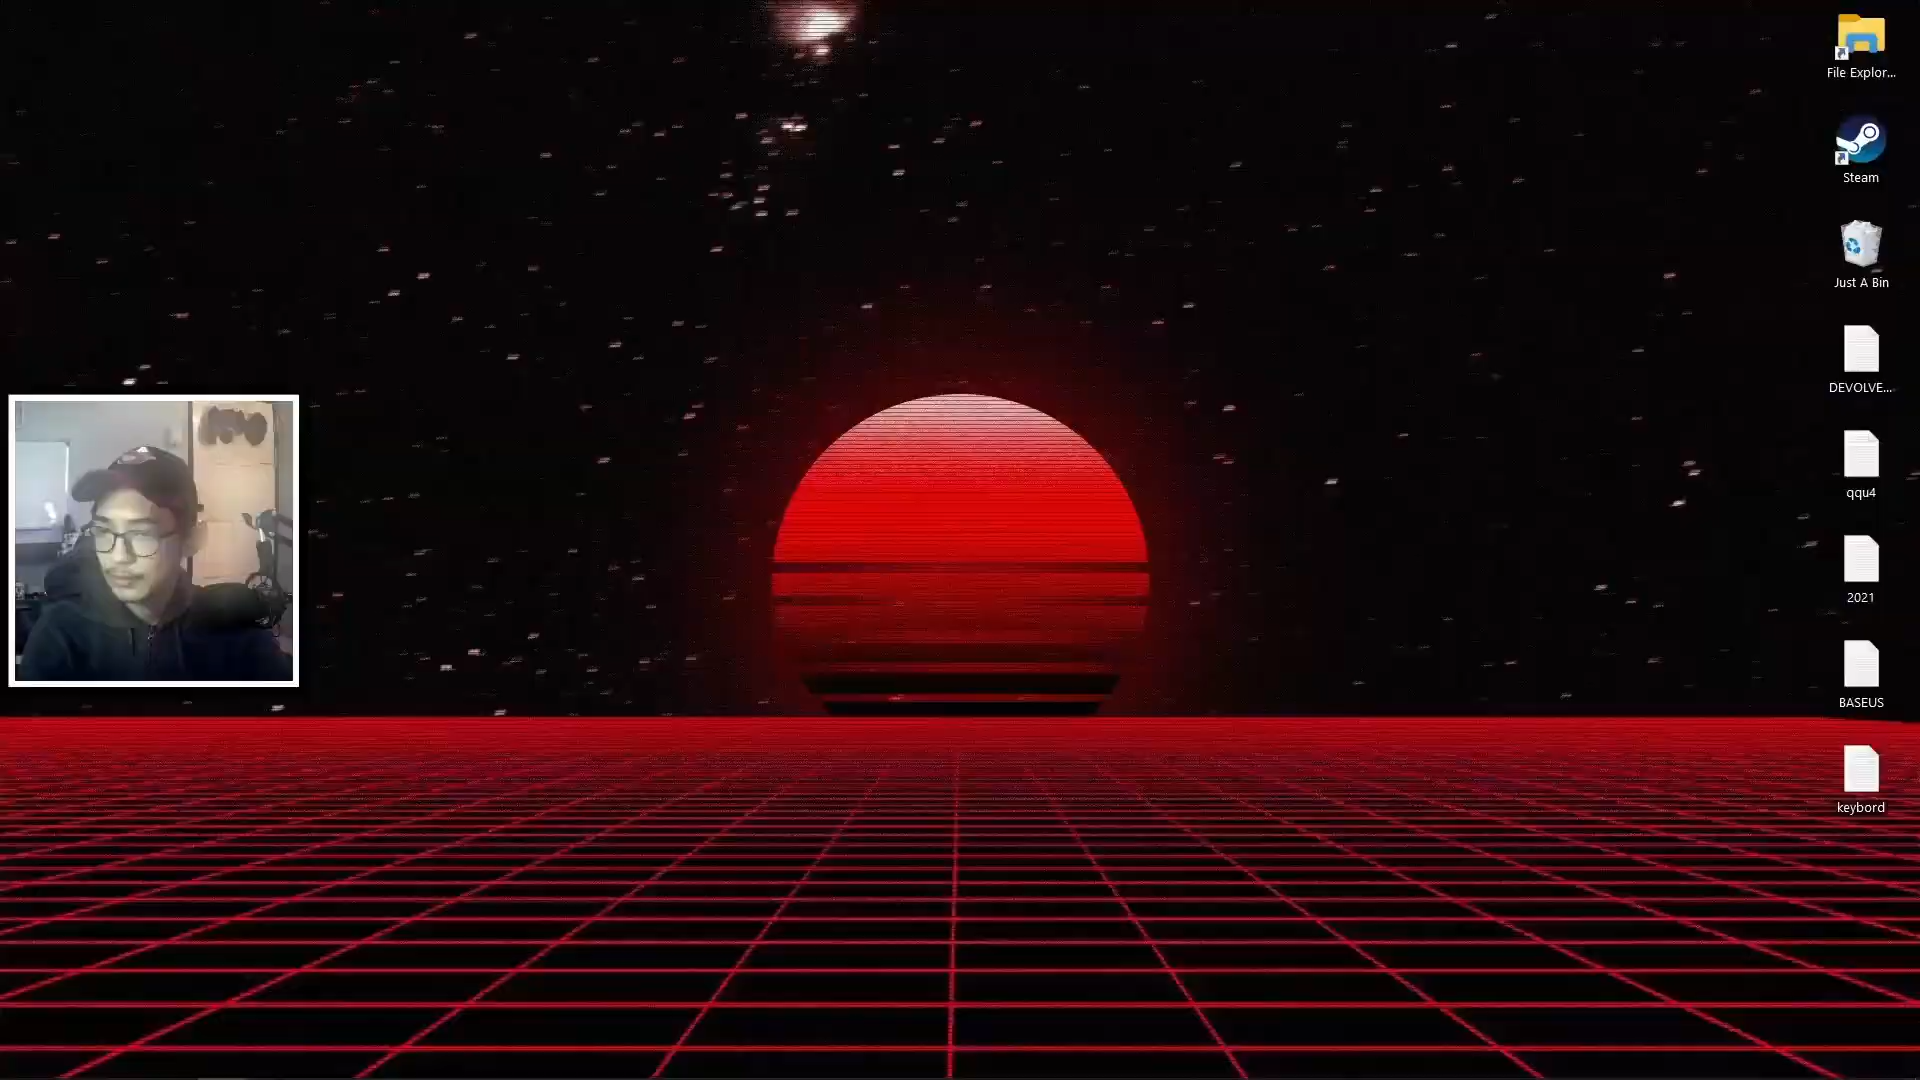 File Explor...
Steam
Just A Bin
DEVOLVE...
qqu4
2021
BASEUS
keybord